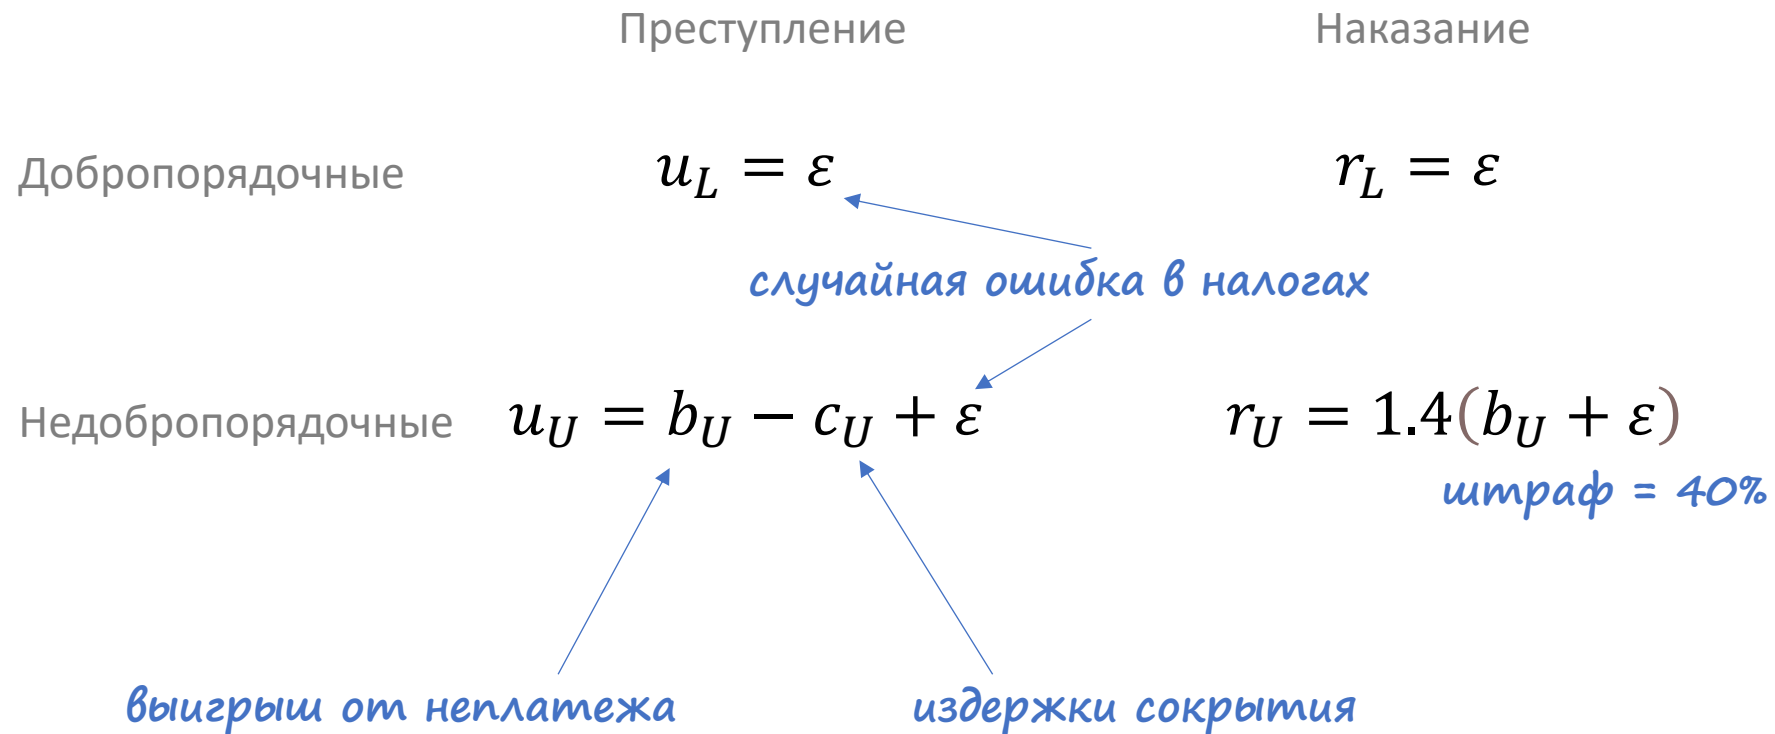 Преступление Наказание
Добропорядочные u_L = ε r_L = ε
случайная ошибка в налогах
Недобропорядочные u_U = b_U − c_U + ε r_U = 1.4(b_U + ε)
штраф = 40%
выигрыш от неплатежа издержки сокрытия